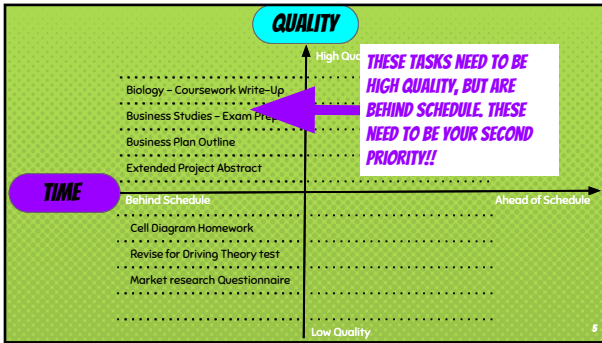 QUALITY
High Qua
THESE TASKS NEED TO BE
HIGH QUALITY, BUT ARE
BEHIND SCHEDULE. THESE
NEED TO BE YOUR SECOND
PRIORITY!!
Biology – Coursework Write-Up
Business Studies – Exam Prep
Business Plan Outline
Extended Project Abstract
TIME
Behind Schedule
Ahead of Schedule
Cell Diagram Homework
Revise for Driving Theory test
Market research Questionnaire
Low Quality
5